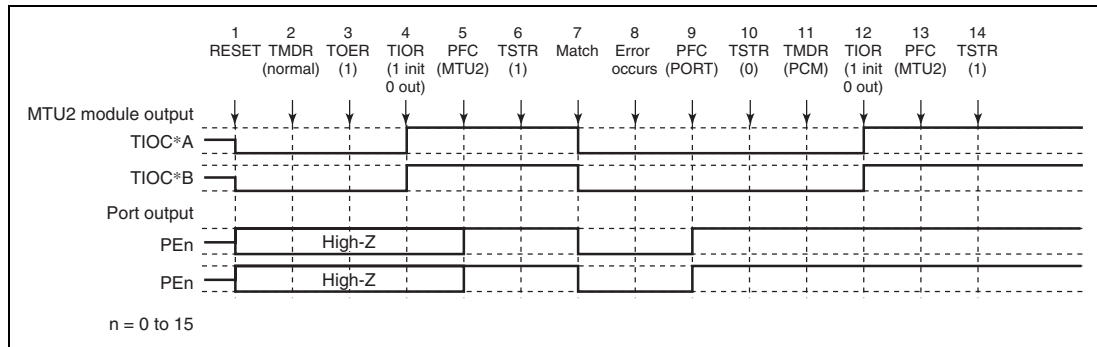 1 2 3 4 5 6 7 8 9 10 11 12 13 14
RESET TMDR TOER TIOR PFC TSTR Match Error PFC TSTR TMDR TIOR PFC TSTR
(normal) (1) (1 init (MTU2) (1) occurs (PORT) (0) (PCM) (1 init (MTU2) (1)
0 out) 0 out)
MTU2 module output
TIOC*A
TIOC*B
Port output
PEn High-Z
PEn High-Z
n = 0 to 15